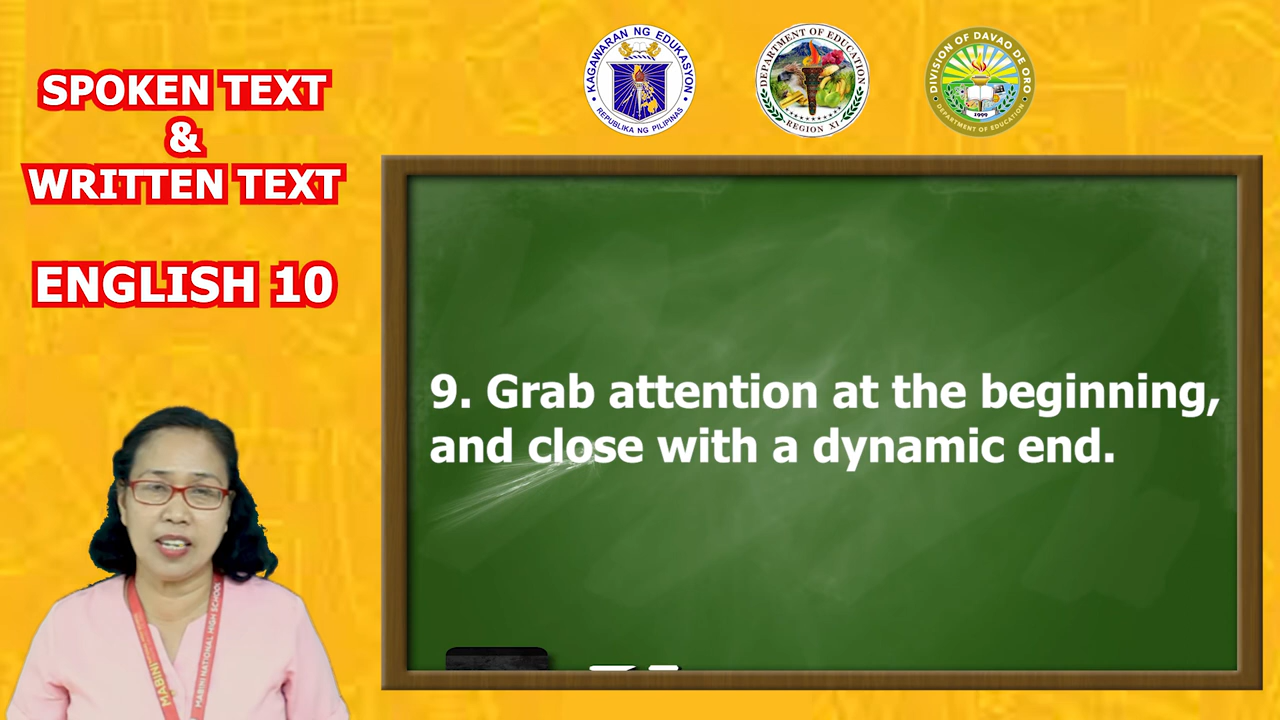 SPOKEN TEXT
&
WRITTEN TEXT
ENGLISH 10
KAGAWARAN NG EDUKASYON
REPUBLIKA NG PILIPINAS
DEPARTMENT OF EDUCATION
REGION XI
DIVISION OF DAVAO DE ORO
1999
DEPARTMENT OF EDUCATION
9. Grab attention at the beginning,
and close with a dynamic end.
MABINI
MABINI NATIONAL HIGH SCHOOL